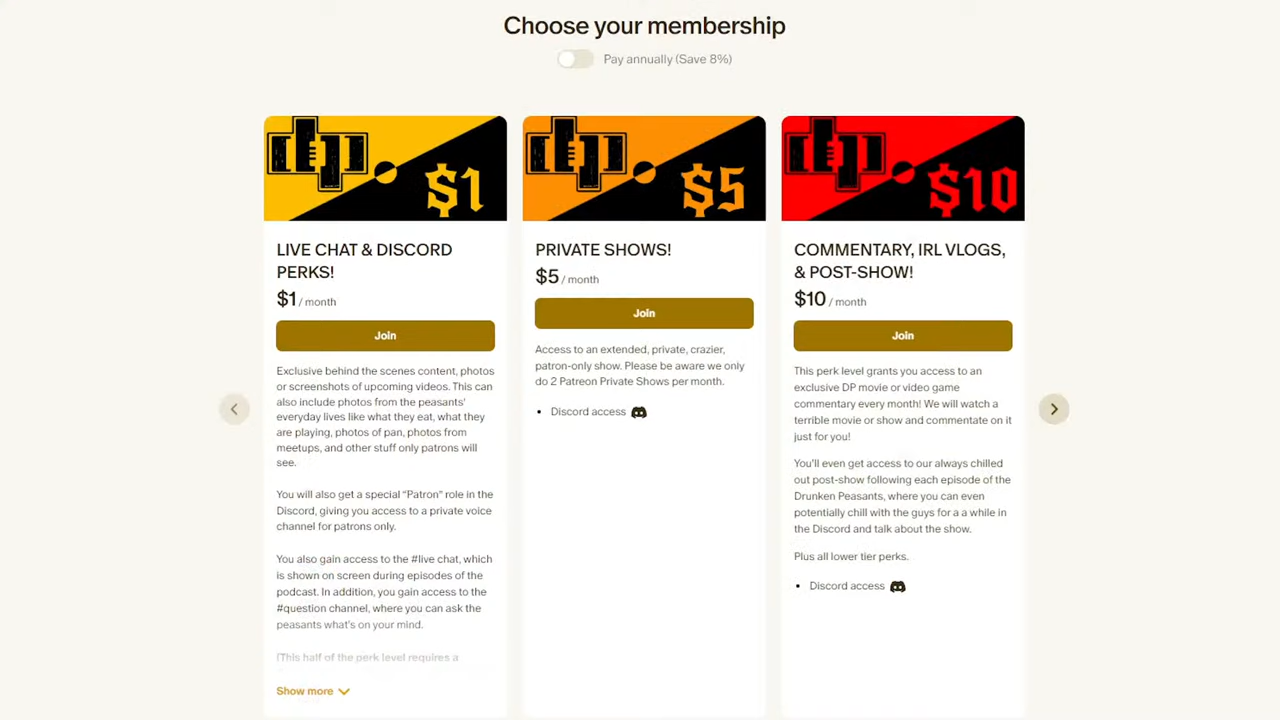 Choose your membership
Pay annually (Save 8%)
$1
LIVE CHAT & DISCORD
PERKS!
$1 / month
Join
Exclusive behind the scenes content, photos
or screenshots of upcoming videos. This can
also include photos from the peasants'
everyday lives like what they eat, what they
are playing, photos of pan, photos from
meetups, and other stuff only patrons will
see.
You will also get a special “Patron” role in the
Discord, giving you access to a private voice
channel for patrons only.
You also gain access to the #live chat, which
is shown on screen during episodes of the
podcast. In addition, you gain access to the
#question channel, where you can ask the
peasants what's on your mind.
(This half of the perk level requires a
Show more
$5
PRIVATE SHOWS!
$5 / month
Join
Access to an extended, private, crazier,
patron-only show. Please be aware we only
do 2 Patreon Private Shows per month.
• Discord access
$10
COMMENTARY, IRL VLOGS,
& POST-SHOW!
$10 / month
Join
This perk level grants you access to an
exclusive DP movie or video game
commentary every month! We will watch a
terrible movie or show and commentate on it
just for you!
You'll even get access to our always chilled
out post-show following each episode of the
Drunken Peasants, where you can even
potentially chill with the guys for a a while in
the Discord and talk about the show.
Plus all lower tier perks.
• Discord access